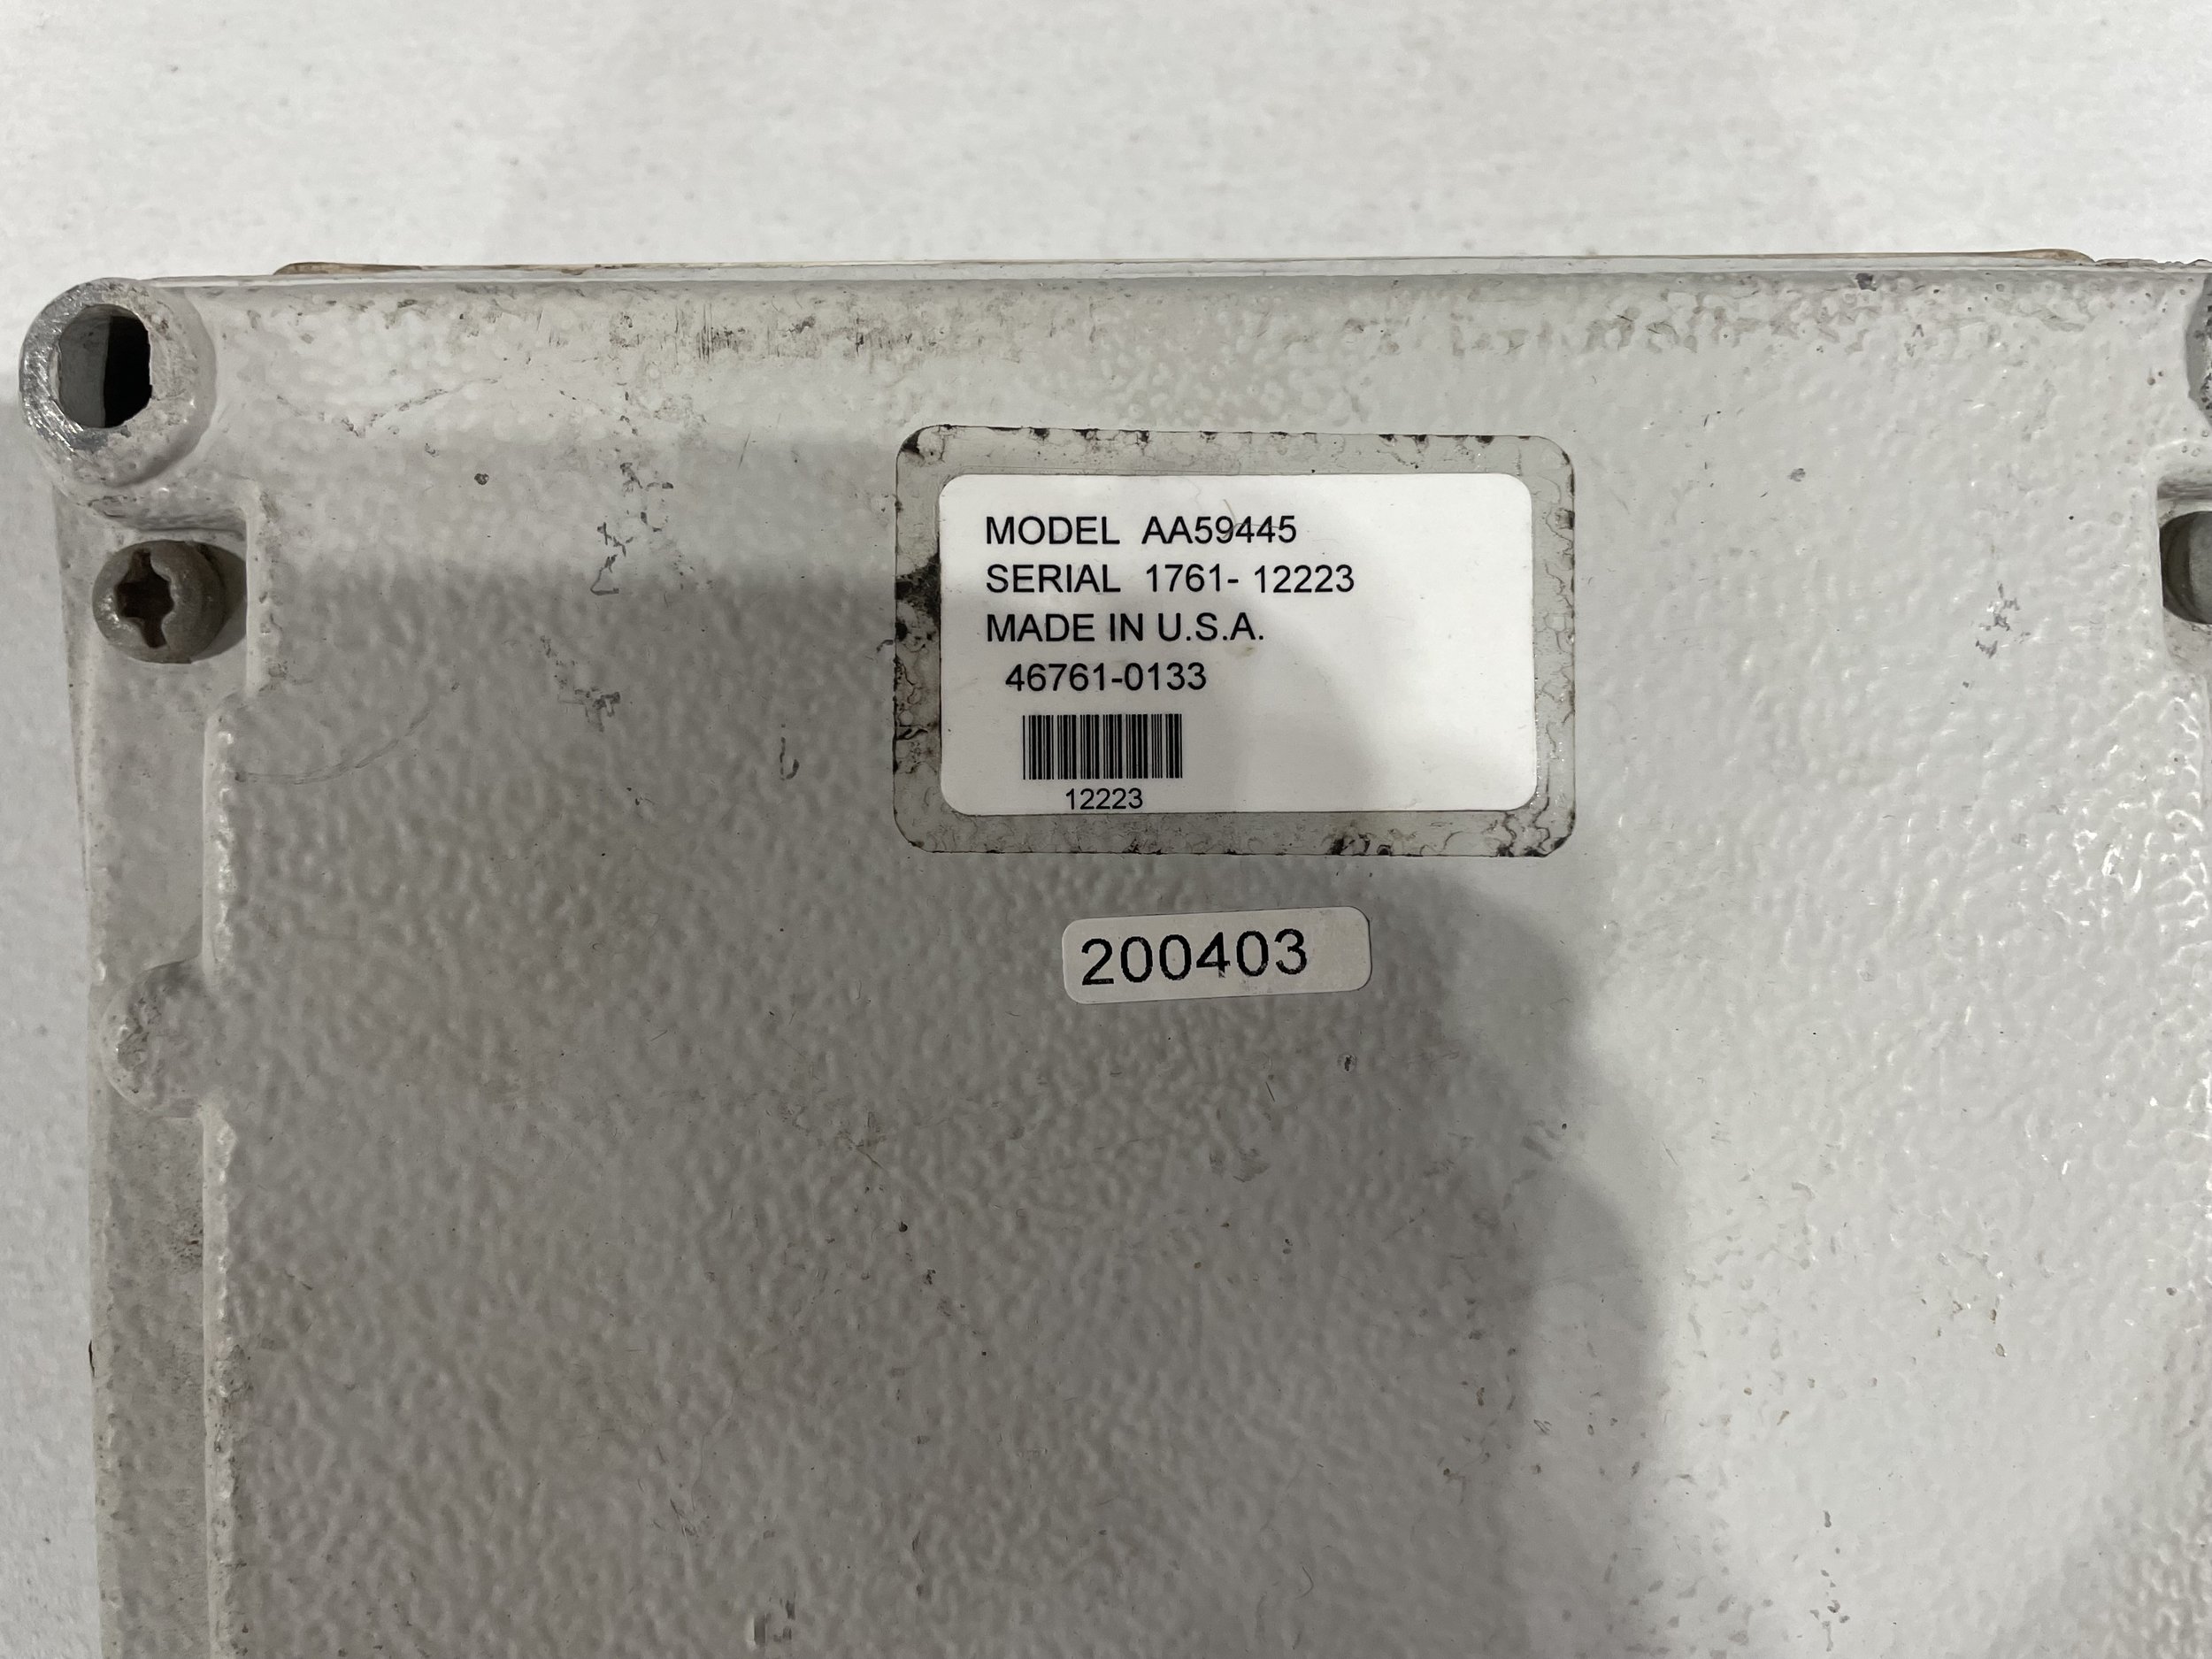 MODEL AA59445
SERIAL 1761- 12223
MADE IN U.S.A.
46761-0133
12223
200403